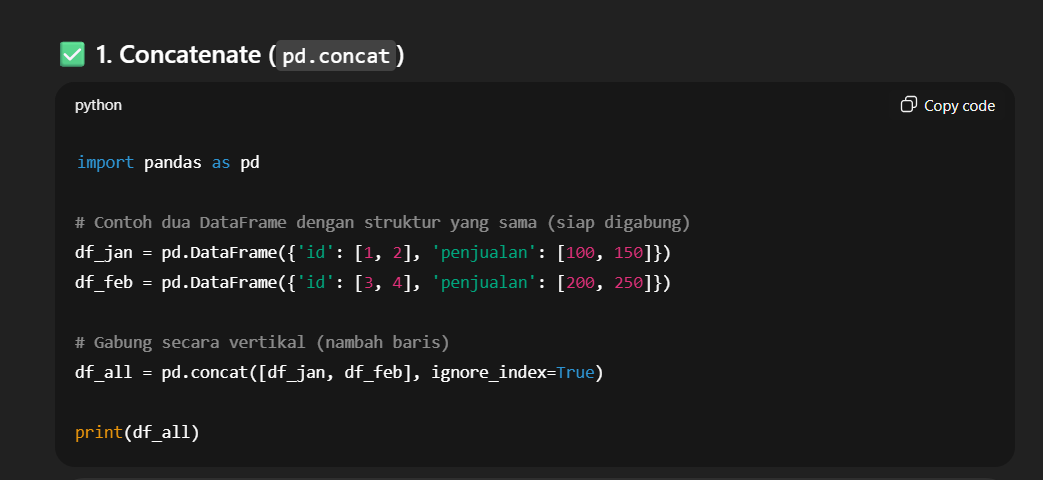 ✅ 1. Concatenate (pd.concat)
python
Copy code
import pandas as pd
# Contoh dua DataFrame dengan struktur yang sama (siap digabung)
df_jan = pd.DataFrame({'id': [1, 2], 'penjualan': [100, 150]})
df_feb = pd.DataFrame({'id': [3, 4], 'penjualan': [200, 250]})
# Gabung secara vertikal (nambah baris)
df_all = pd.concat([df_jan, df_feb], ignore_index=True)
print(df_all)